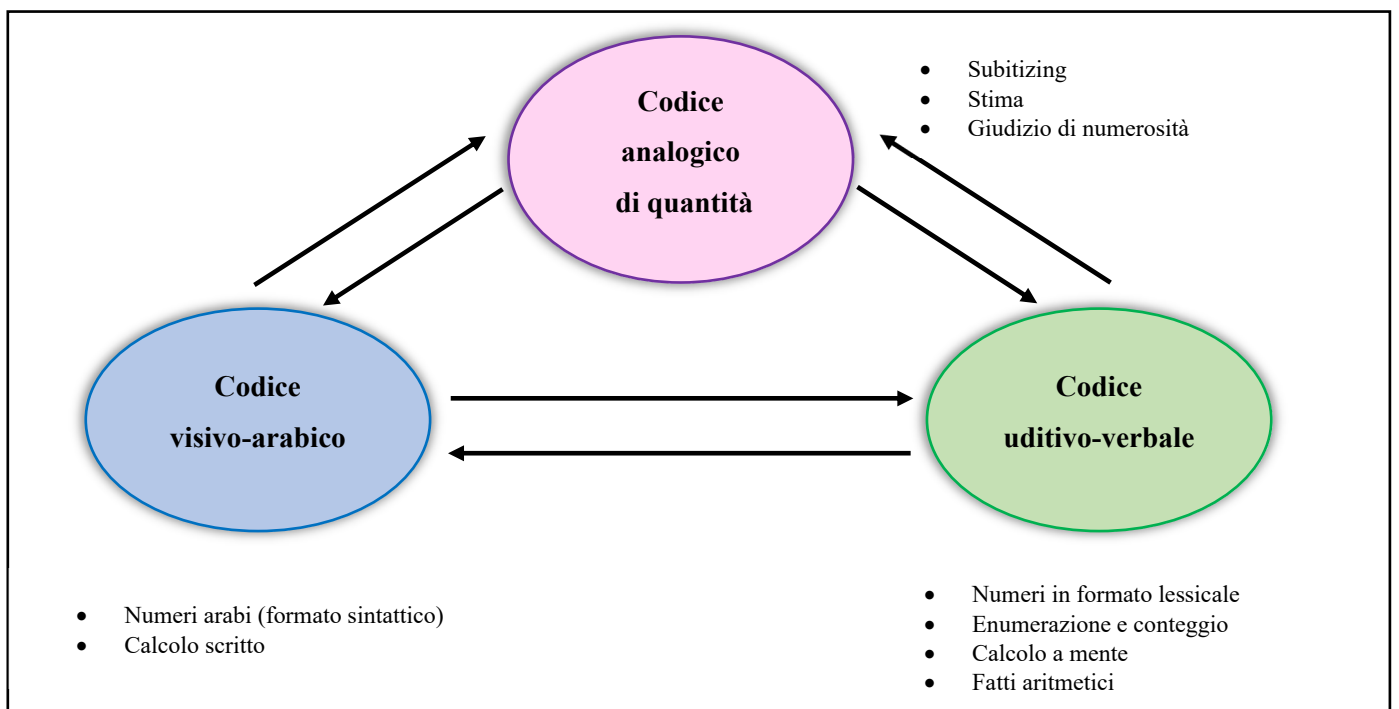 Codice
analogico
di quantità
• Subitizing
• Stima
• Giudizio di numerosità
Codice
visivo-arabico
Codice
uditivo-verbale
• Numeri arabi (formato sintattico)
• Calcolo scritto
• Numeri in formato lessicale
• Enumerazione e conteggio
• Calcolo a mente
• Fatti aritmetici